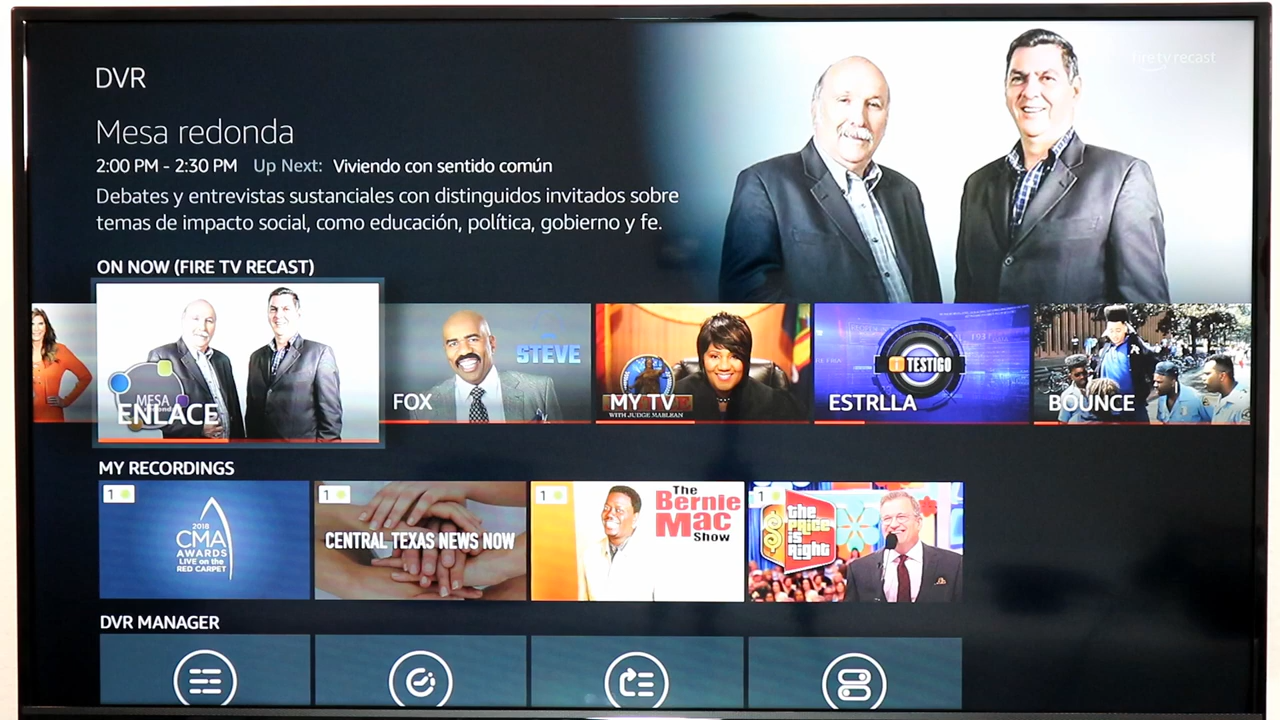 DVR
fire tv recast
Mesa redonda
2:00 PM - 2:30 PM Up Next: Viviendo con sentido común
Debates y entrevistas sustanciales con distinguidos invitados sobre
temas de impacto social, como educación, política, gobierno y fe.
ON NOW (FIRE TV RECAST)
MESA
ENLACE
STEVE
FOX
MY TV
WITH JUDGE MABLEAN
TESTIGO
ESTRLLA
BOUNCE
MY RECORDINGS
1
2018
CMA
AWARDS
LIVE on the
RED CARPET
1
CENTRAL TEXAS NEWS NOW
1
The
Bernie
Mac
Show
1
the
PRICE
is
Right
DVR MANAGER